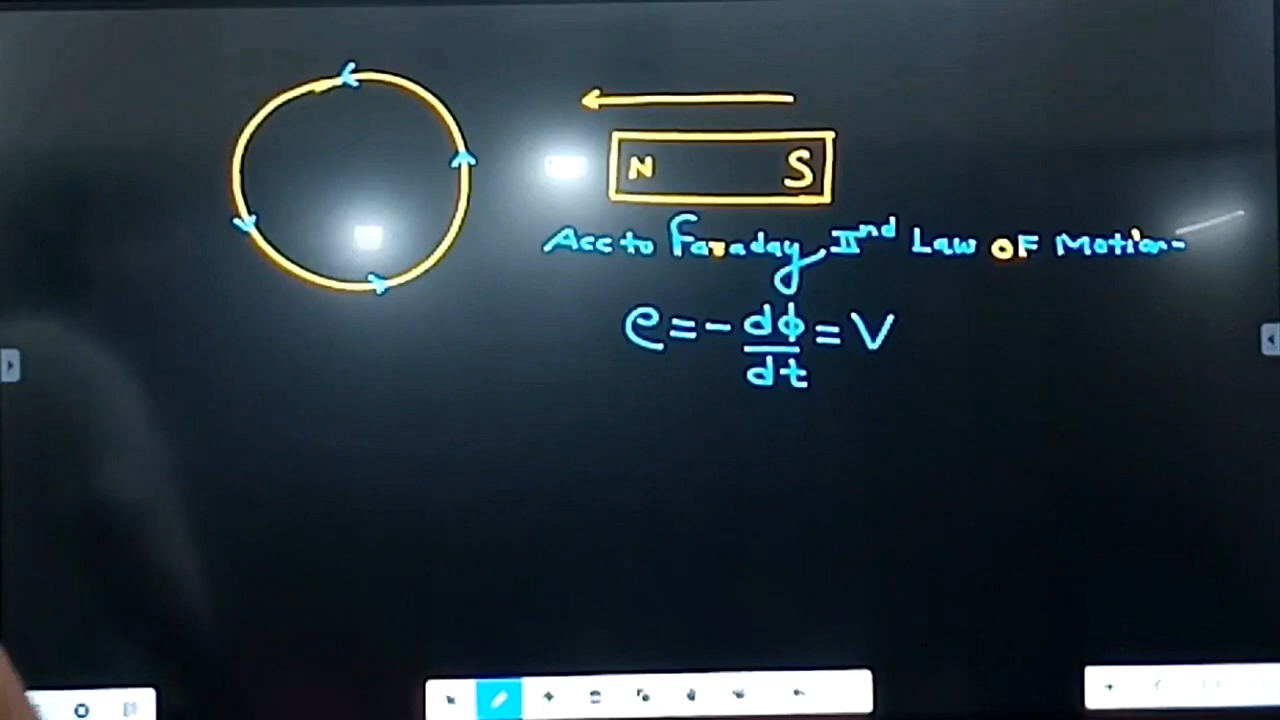 N S
Acc to Faraday IInd Law OF Motion-
e = - dϕ/dt = V